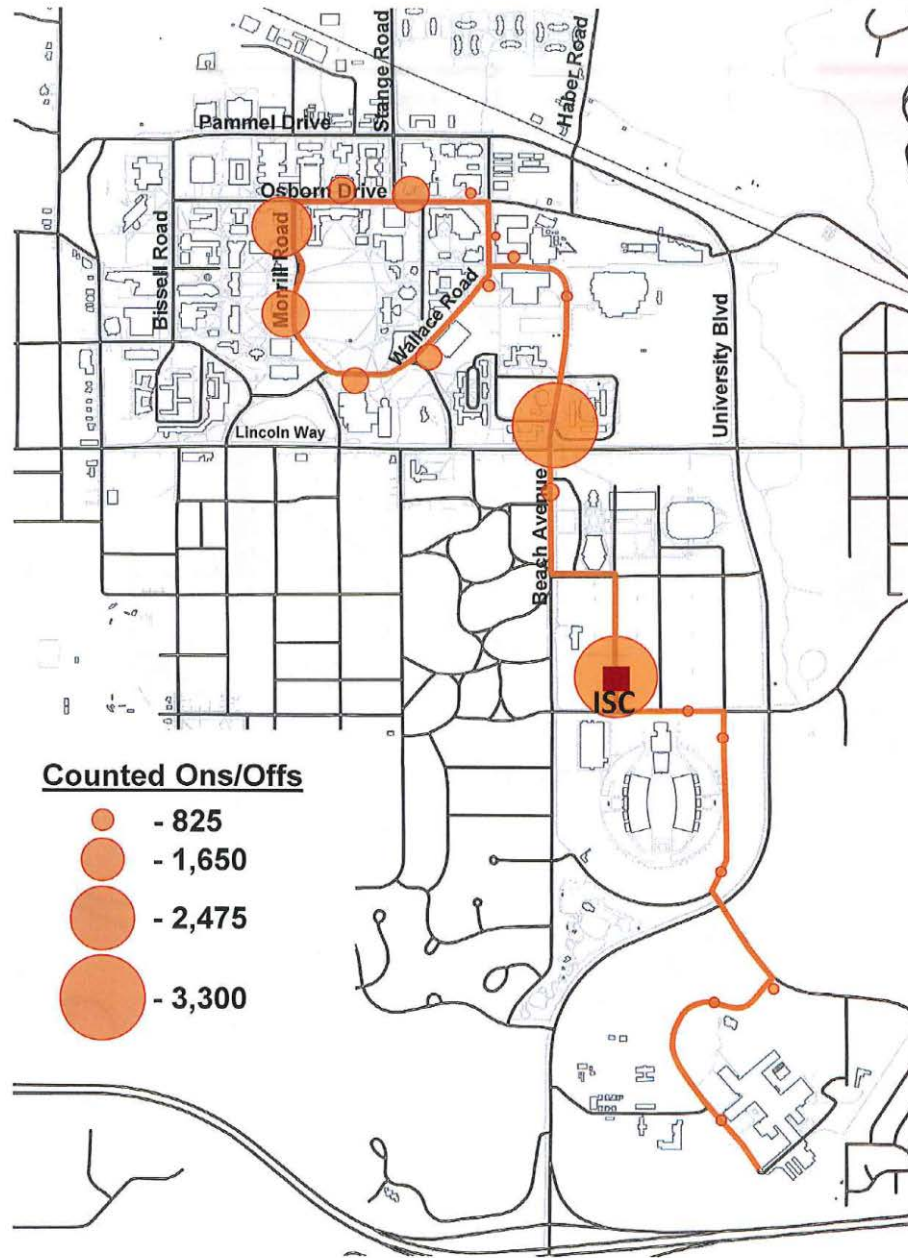 Stange Road
Haber Road
Pammel Drive
Osborn Drive
Bissell Road
Morrill Road
Wallace Road
University Blvd
Lincoln Way
Beach Avenue
ISC
Counted Ons/Offs
- 825
- 1,650
- 2,475
- 3,300